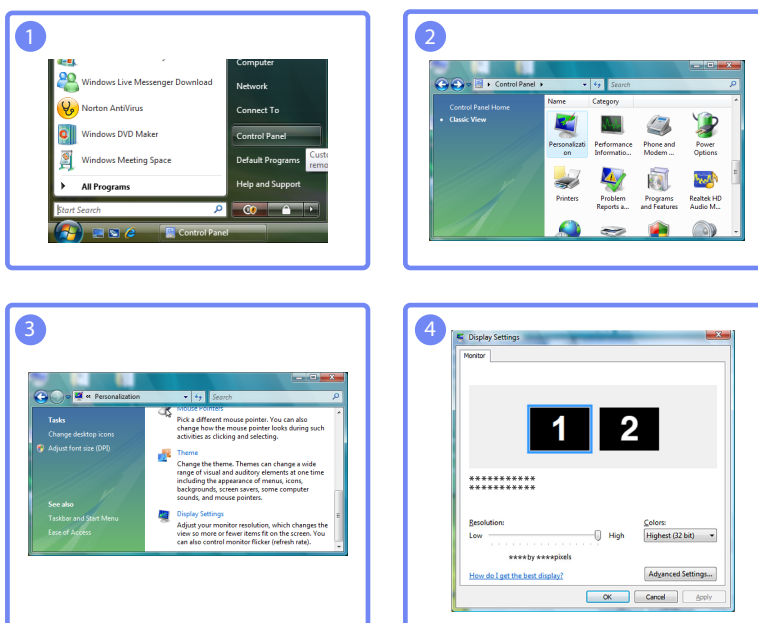 1
Computer
Windows Live Messenger Download
Network
Norton AntiVirus
Connect To
Windows DVD Maker
Control Panel
Windows Meeting Space
Default Programs
Custo
remo
All Programs
Help and Support
Start Search
Control Panel
2
Control Panel
Search
Control Panel Home
Classic View
Name Category
Personalizati
on
Performance
Informatio...
Phone and
Modem ...
Power
Options
Printers
Problem
Reports a...
Programs
and Features
Realtek HD
Audio M...
3
« Personalization
Search
Tasks
Change desktop icons
Adjust font size (DPI)
See also
Taskbar and Start Menu
Ease of Access
Mouse Pointers
Pick a different mouse pointer. You can also
change how the mouse pointer looks during such
activities as clicking and selecting.
Theme
Change the theme. Themes can change a wide
range of visual and auditory elements at one time
including the appearance of menus, icons,
backgrounds, screen savers, some computer
sounds, and mouse pointers.
Display Settings
Adjust your monitor resolution, which changes the
view so more or fewer items fit on the screen. You
can also control monitor flicker (refresh rate).
4
Display Settings
Monitor
1 2
***********
***********
Resolution:
Low High
****by ****pixels
Colors:
Highest (32 bit)
How do I get the best display?
Advanced Settings...
OK Cancel Apply